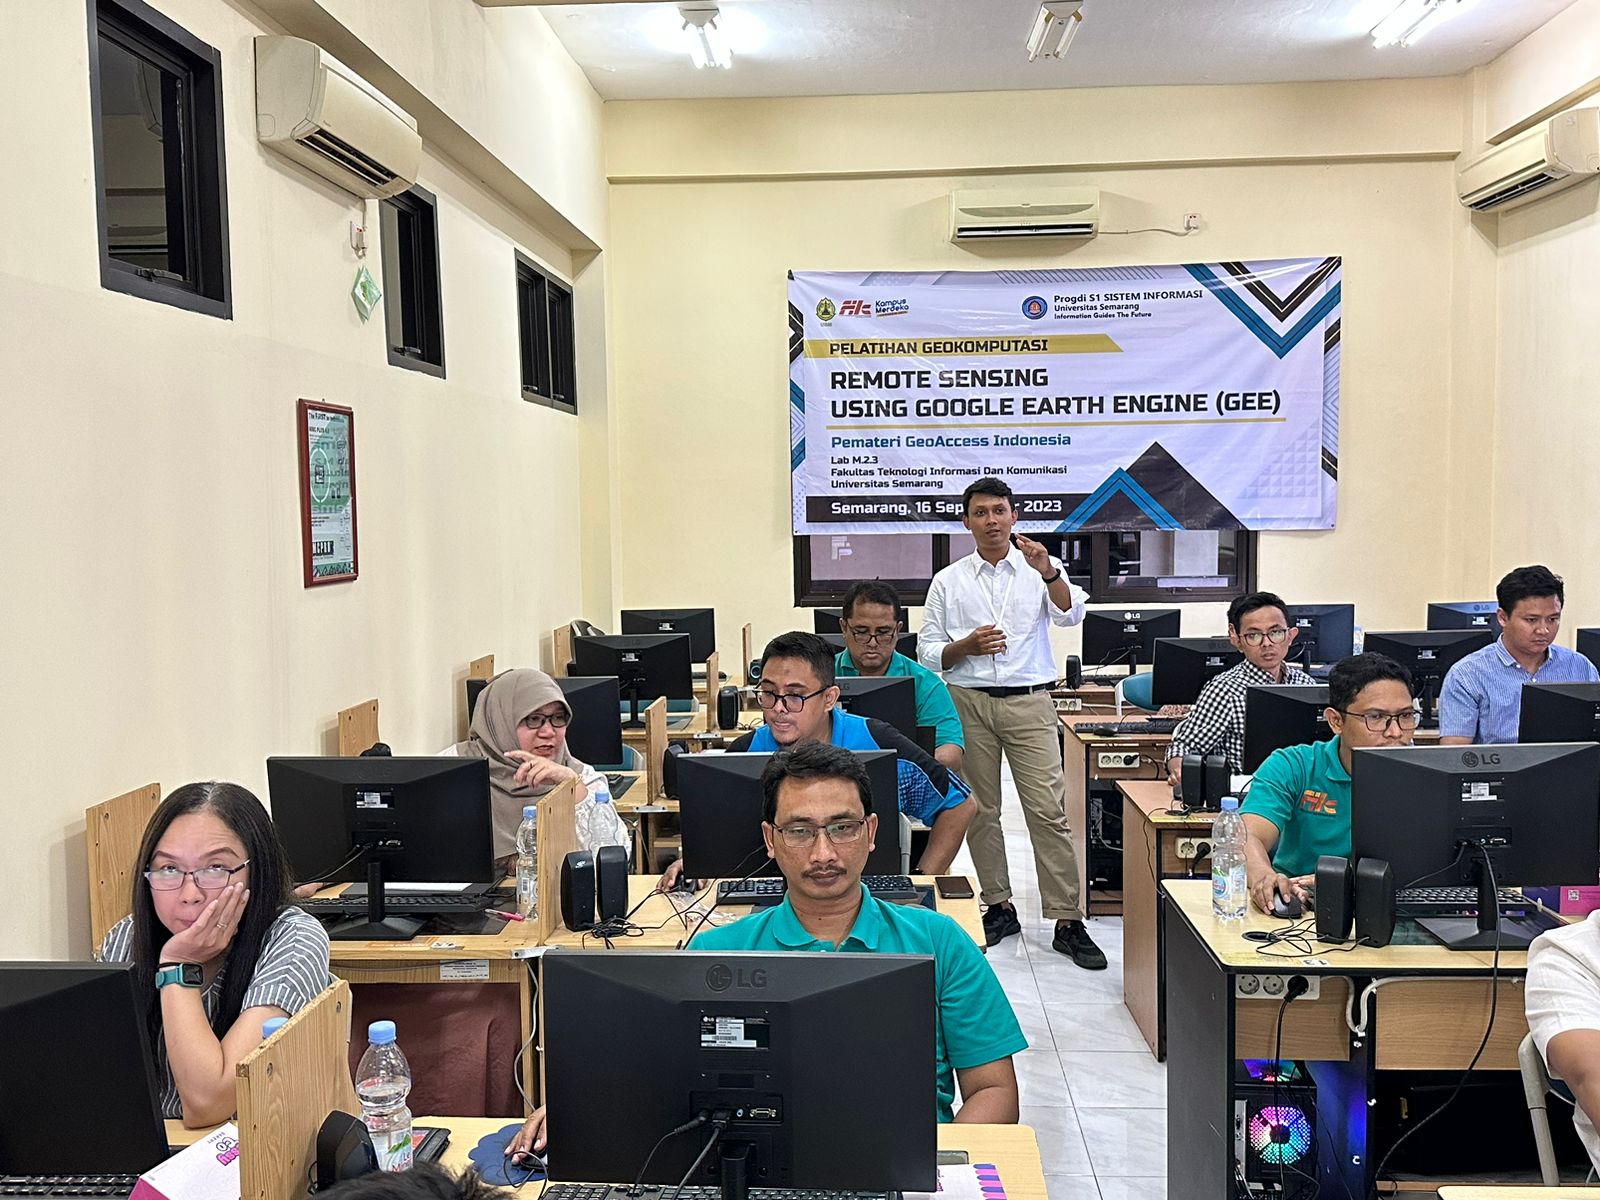 Kampus
Merdeka
Progdi S1 SISTEM INFORMASI
Universitas Semarang
Information Guides The Future
PELATIHAN GEOKOMPUTASI
REMOTE SENSING
USING GOOGLE EARTH ENGINE (GEE)
Pemateri GeoAccess Indonesia
Lab M.2.3
Fakultas Teknologi Informasi Dan Komunikasi
Universitas Semarang
Semarang, 16 Sep r 2023
LG
LG
LG